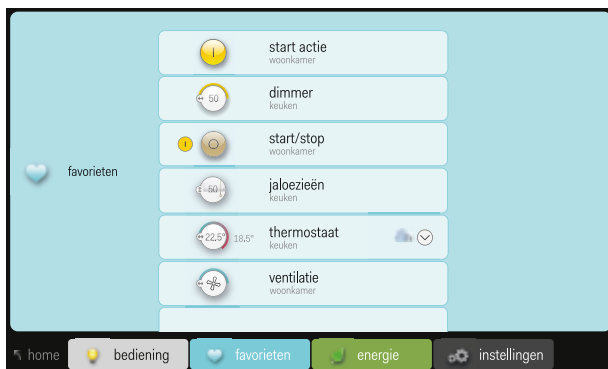 start actie
woonkamer
50
dimmer
keuken
start/stop
woonkamer
favorieten
50
jaloezieën
keuken
22.5° 18.5°
thermostaat
keuken
ventilatie
woonkamer
home bediening favorieten energie instellingen